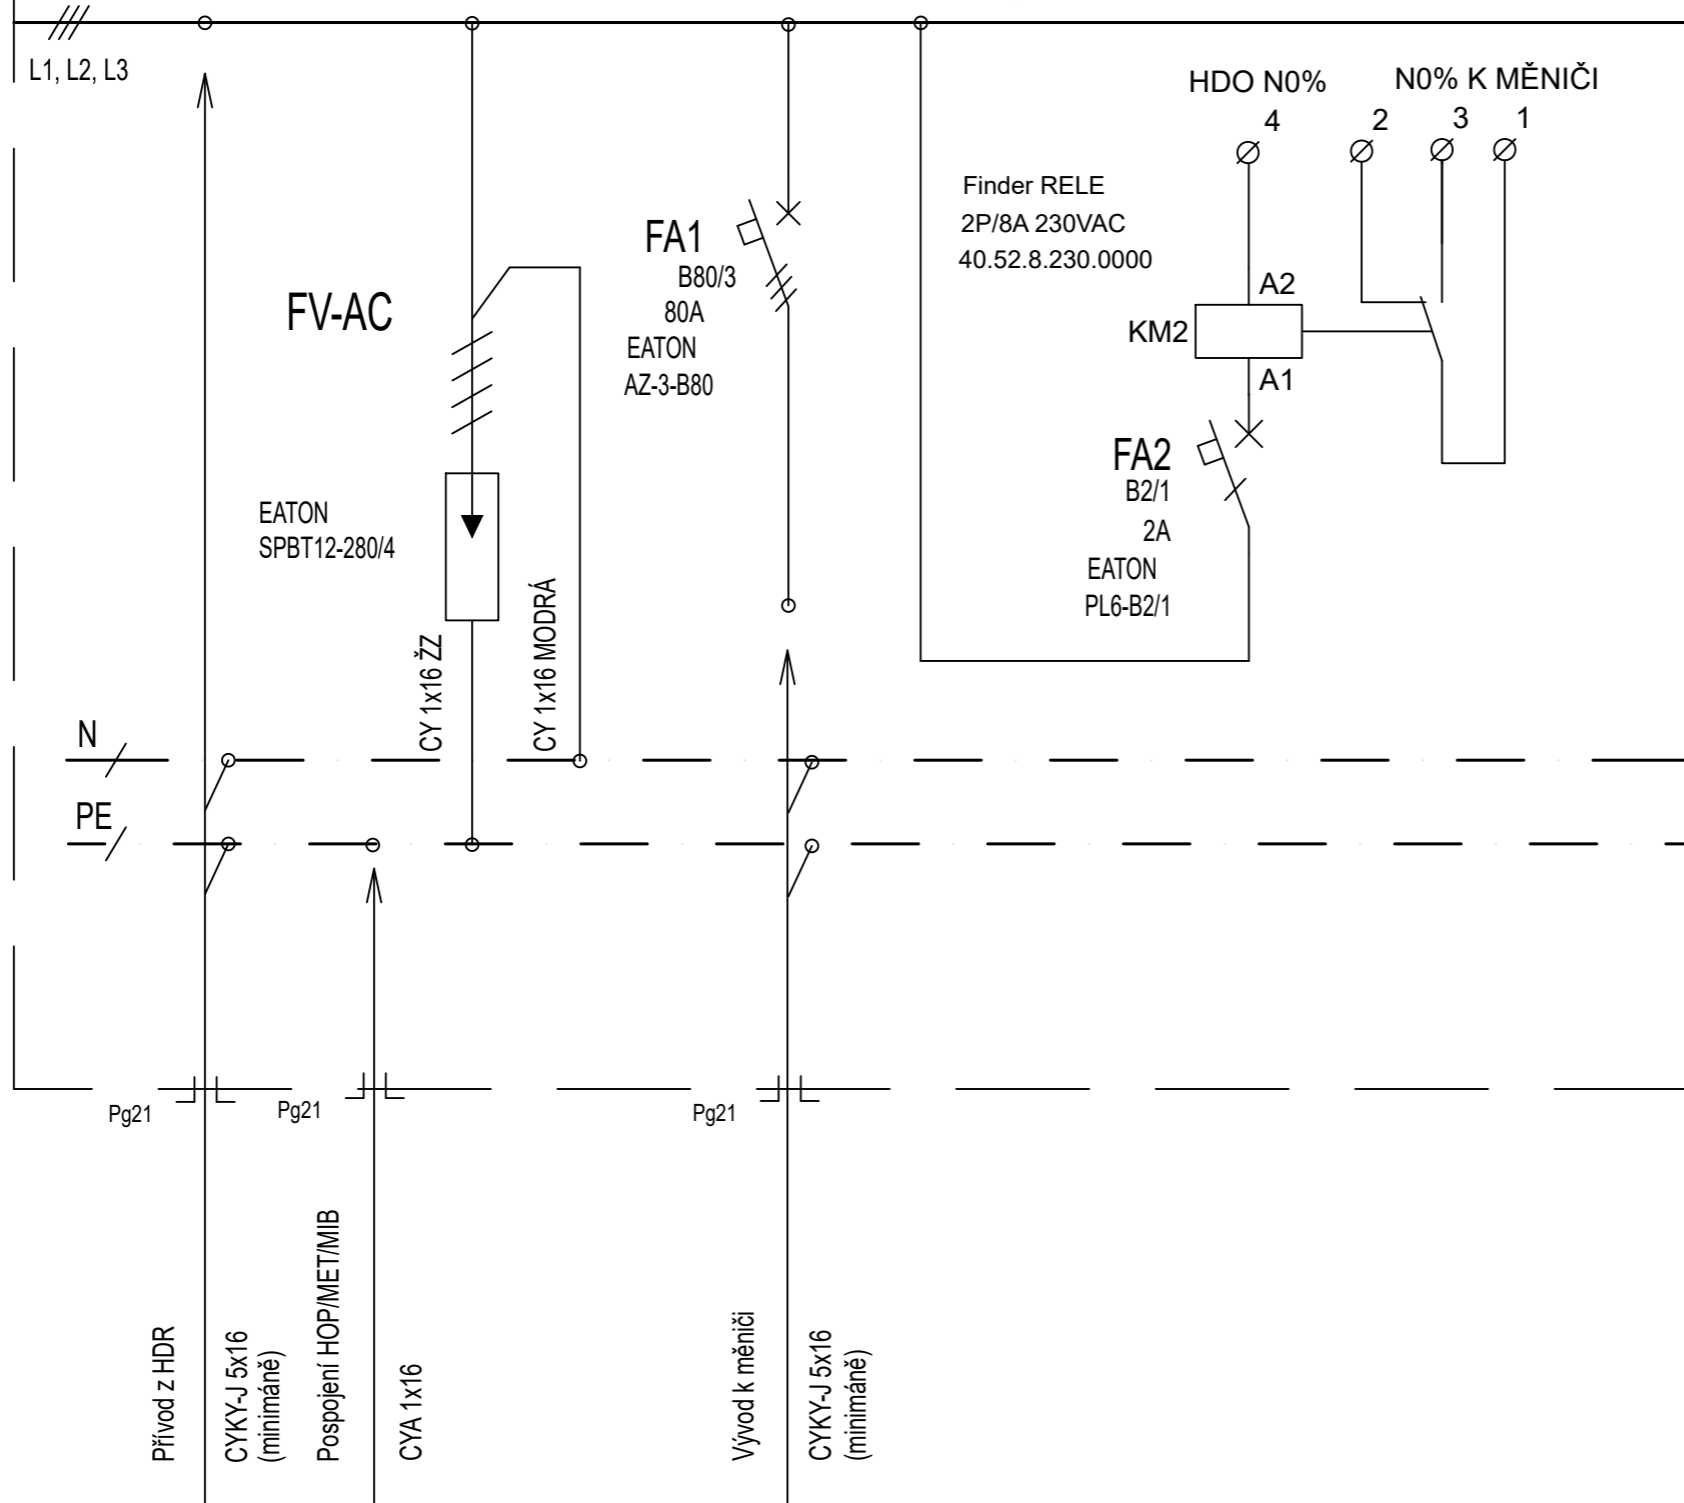 L1, L2, L3
HDO N0%
4
N0% K MĚNIČI
2
3
1
Finder RELE
2P/8A 230VAC
40.52.8.230.0000
FA1
B80/3
80A
EATON
AZ-3-B80
FV-AC
A2
KM2
A1
FA2
B2/1
2A
EATON
PL6-B2/1
EATON
SPBT12-280/4
CY 1x16 ŽZ
CY 1x16 MODRÁ
N
PE
Pg21
Pg21
Pg21
Přívod z HDR
CYKY-J 5x16
(minimáně)
Pospojení HOP/MET/MIB
CYA 1x16
Vývod k měniči
CYKY-J 5x16
(minimáně)